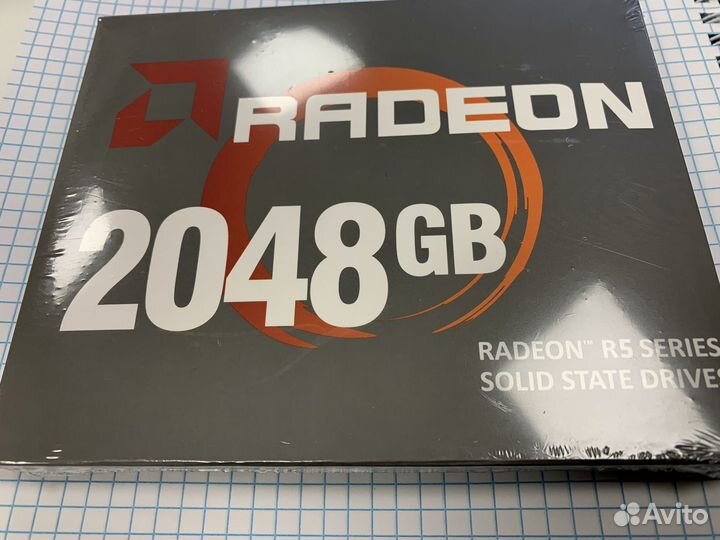 RADEON
2048GB
RADEON™ R5 SERIES
SOLID STATE DRIVES
Avito